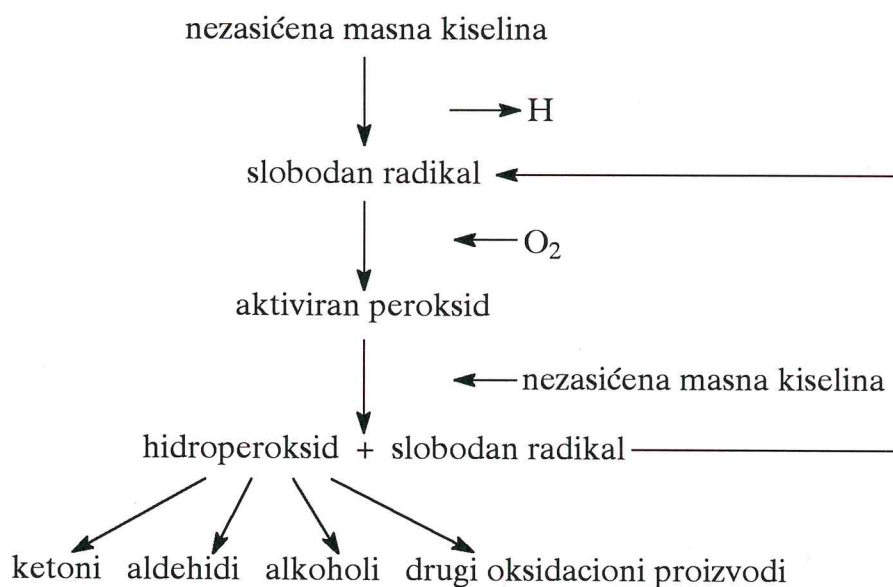 nezasićena masna kiselina
H
slobodan radikal
O₂
aktiviran peroksid
nezasićena masna kiselina
hidroperoksid + slobodan radikal
ketoni aldehidi alkoholi drugi oksidacioni proizvodi